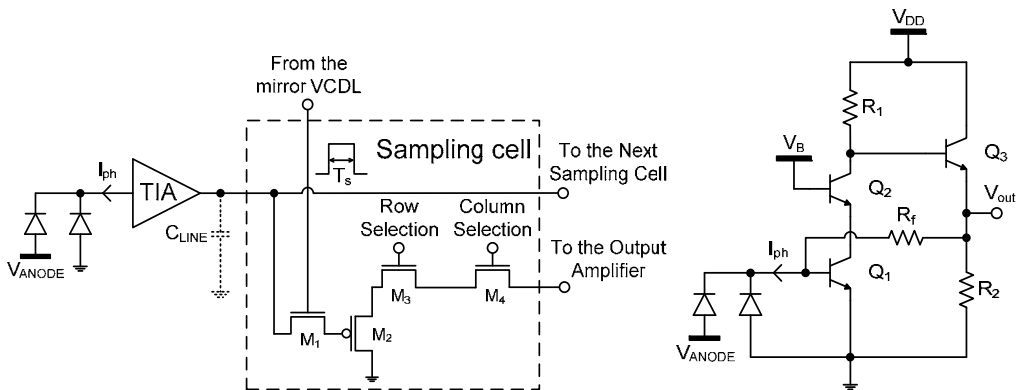 From the
mirror VCDL
Sampling cell
Ts
To the Next
Sampling Cell
Iph
TIA
CLINE
Row
Selection
Column
Selection
To the Output
Amplifier
VANODE
M1
M2
M3
M4
VDD
R1
VB
Q3
Q2
Vout
Rf
Iph
Q1
R2
VANODE